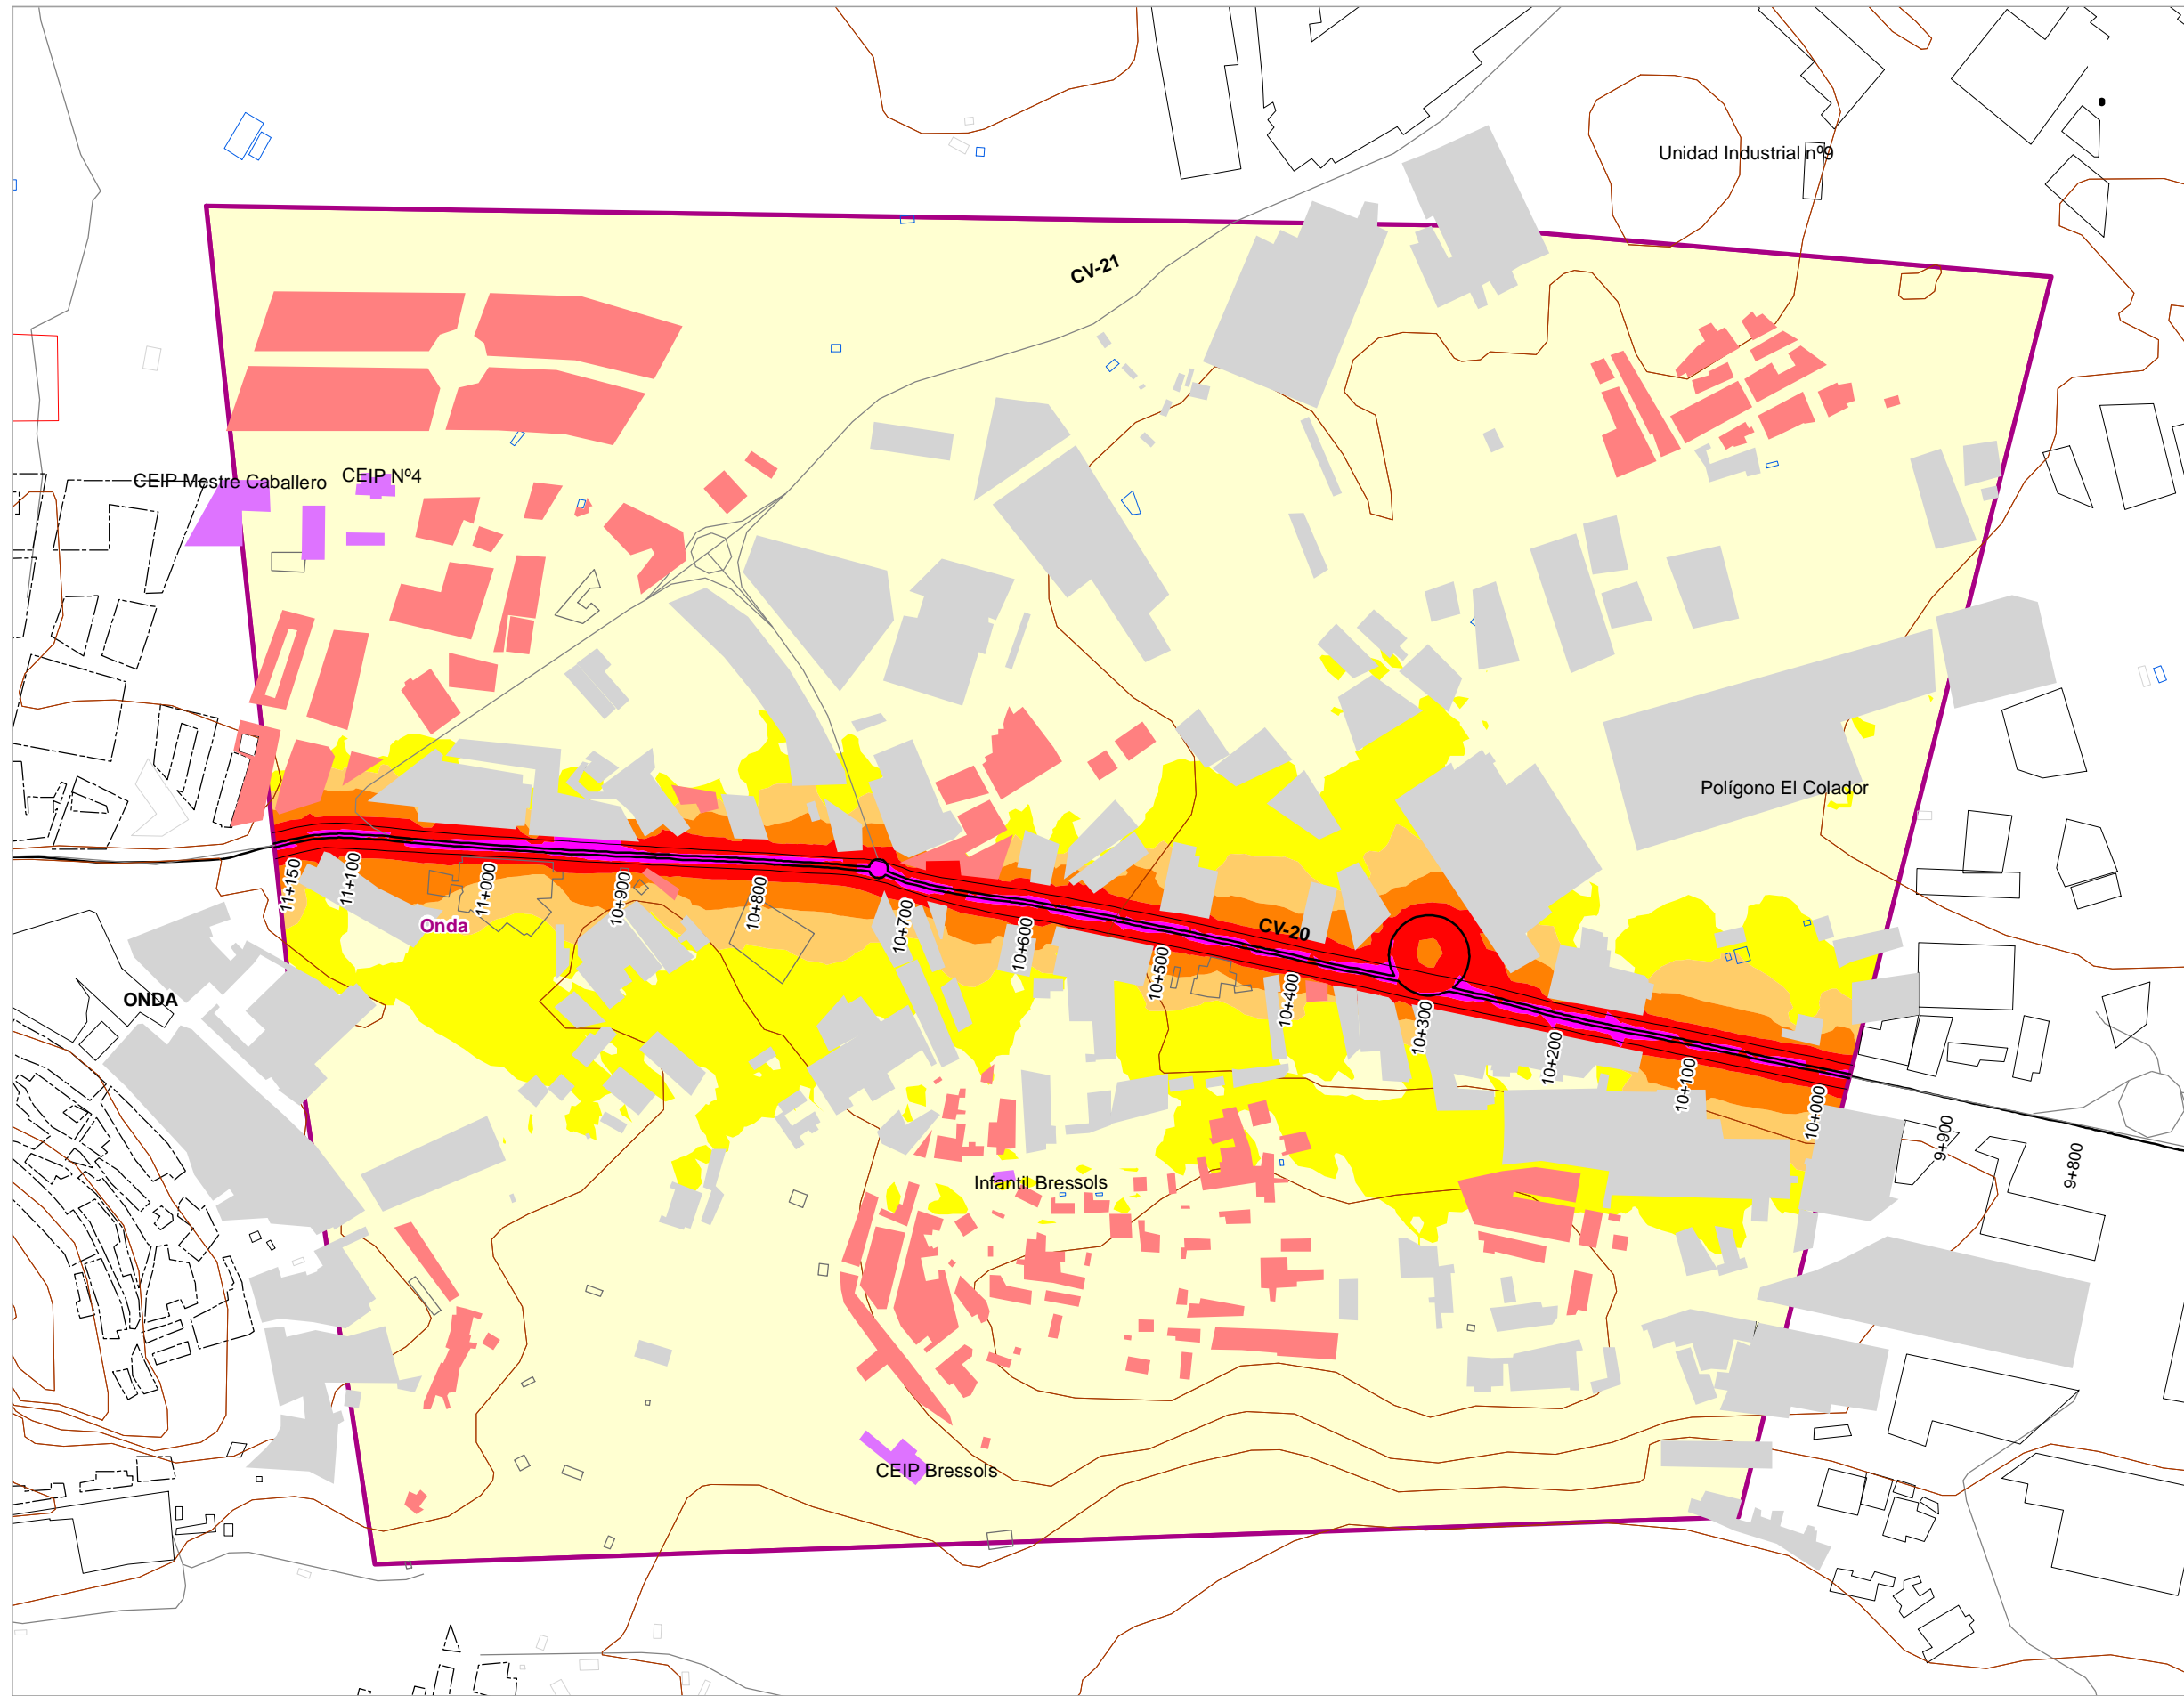 Unidad Industrial nº9
CV-21
CEIP Mestre Caballero
CEIP Nº4
Polígono El Colador
11+150
11+100
11+000
10+900
10+800
10+700
10+600
10+500
10+400
10+300
10+200
10+100
10+000
9+900
9+800
CV-20
Onda
ONDA
Infantil Bressols
CEIP Bressols